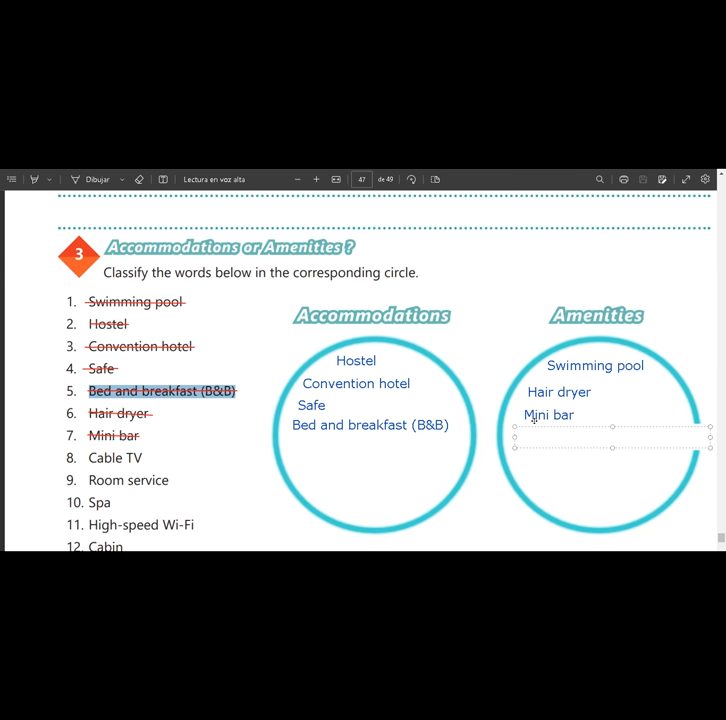 Dibujar
Lectura en voz alta
47
de 49
3
Accommodations or Amenities ?
Classify the words below in the corresponding circle.
1. Swimming pool
2. Hostel
3. Convention hotel
4. Safe
5. Bed and breakfast (B&B)
6. Hair dryer
7. Mini bar
8. Cable TV
9. Room service
10. Spa
11. High-speed Wi-Fi
12. Cabin
Accommodations
Hostel
Convention hotel
Safe
Bed and breakfast (B&B)
Amenities
Swimming pool
Hair dryer
Mini bar